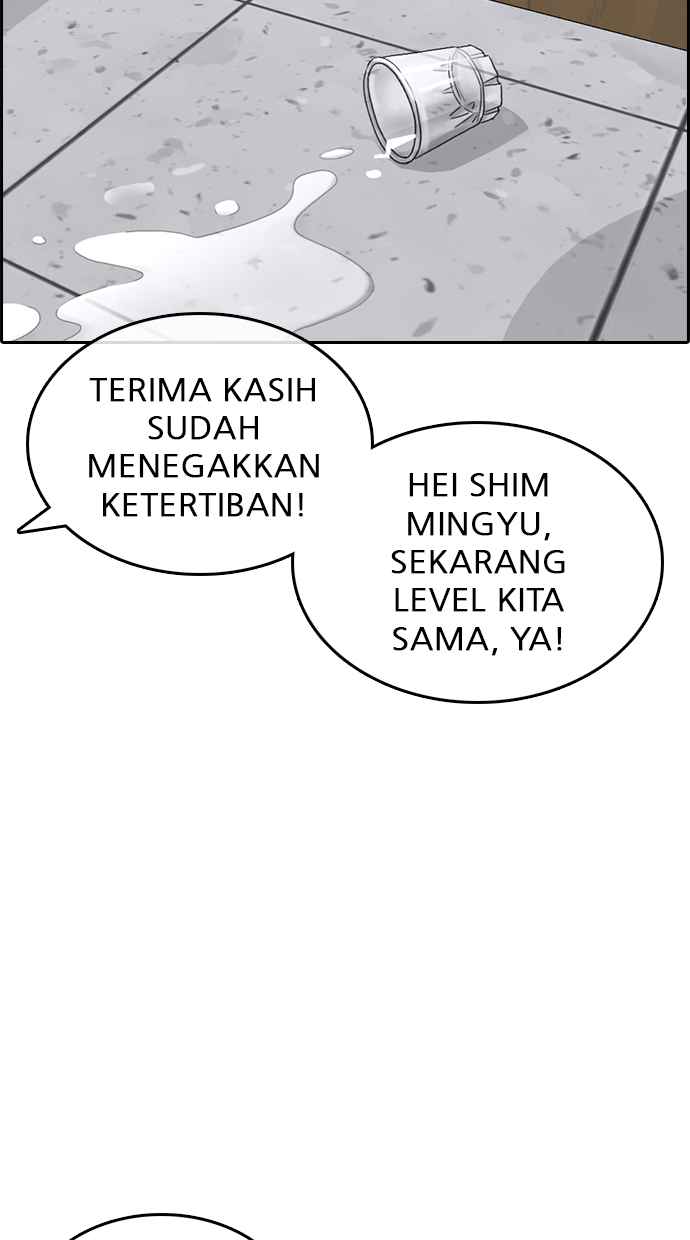 TERIMA KASIH
SUDAH
MENEGAKKAN
KETERTIBAN!
HEI SHIM
MINGYU,
SEKARANG
LEVEL KITA
SAMA, YA!